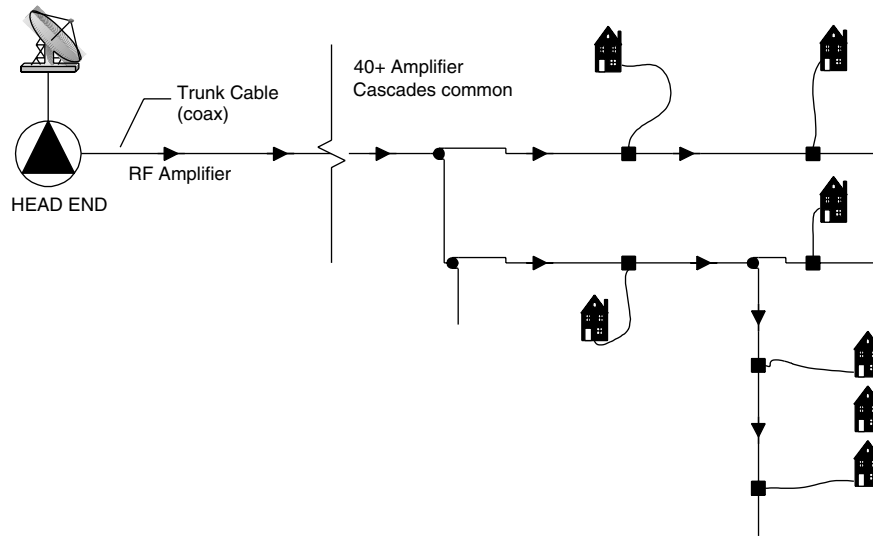 40+ Amplifier
Cascades common
Trunk Cable
(coax)
RF Amplifier
HEAD END